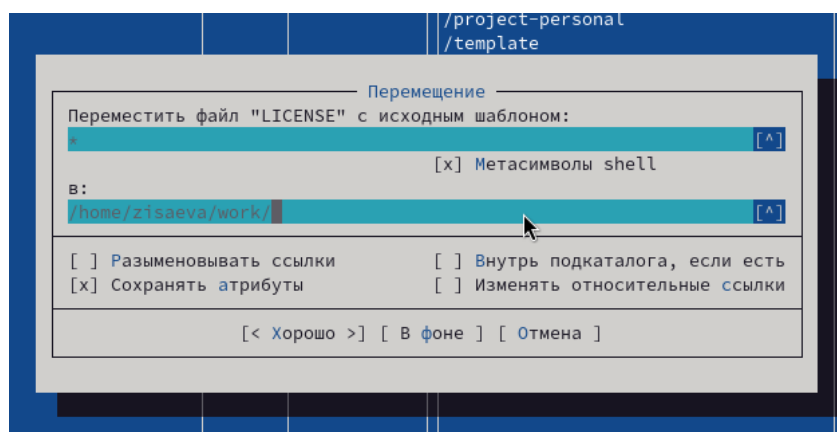 /project-personal
/template
Перемещение
Переместить файл "LICENSE" с исходным шаблоном:
* [^]
[x] Метасимволы shell
в:
/home/zisaeva/work/ [^]
[ ] Разыменовывать ссылки [ ] Внутрь подкаталога, если есть
[x] Сохранять атрибуты [ ] Изменять относительные ссылки
[< Хорошо >] [ В фоне ] [ Отмена ]